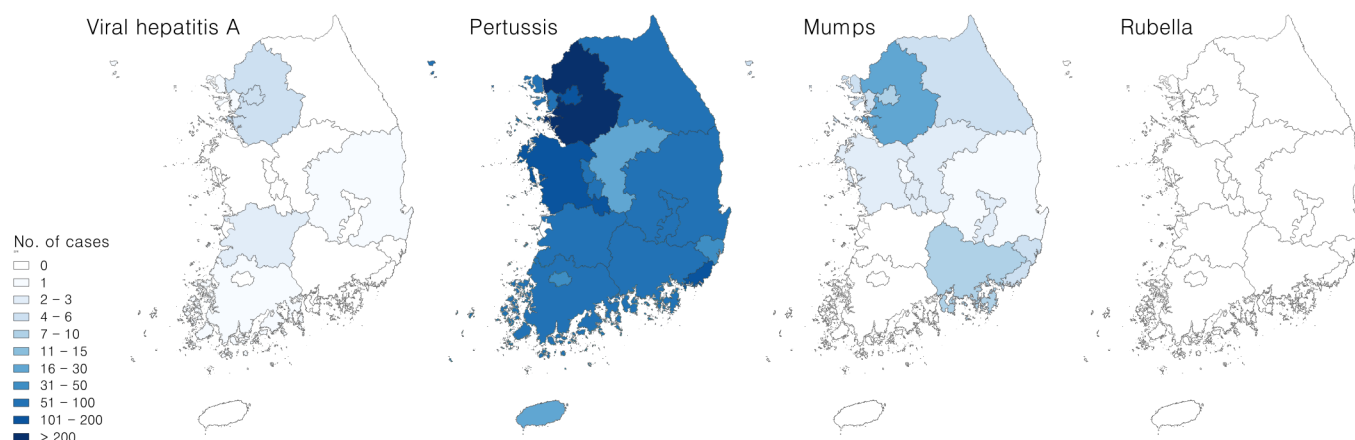 Viral hepatitis A
Pertussis
Mumps
Rubella
No. of cases
0
1
2 – 3
4 – 6
7 – 10
11 – 15
16 – 30
31 – 50
51 – 100
101 – 200
> 200